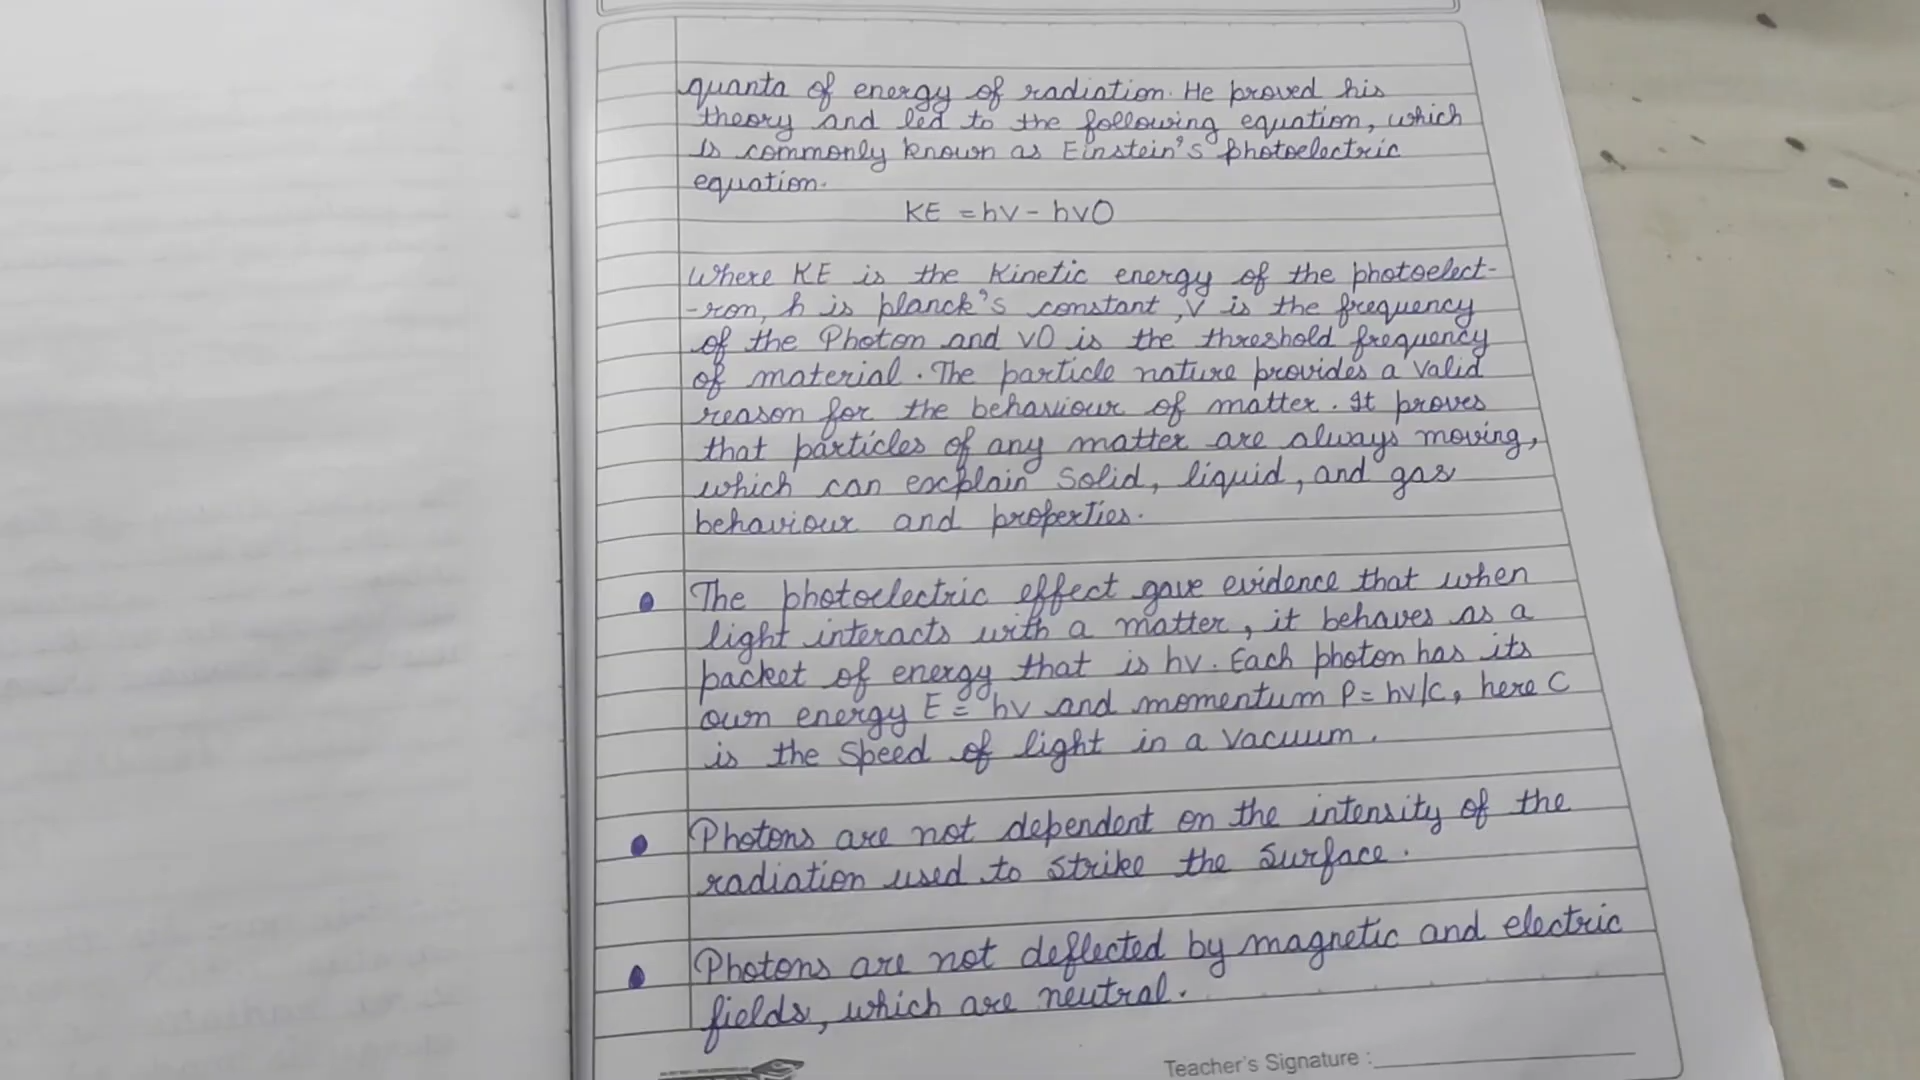 quanta of energy of radiation. He proved his
theory and led to the following equation, which
is commonly known as Einstein's photoelectric
equation.
KE = hv - hvO
Where KE is the Kinetic energy of the photoelect-
-ron, h is planck's constant, v is the frequency
of the Photon and vO is the threshold frequency
of material. The particle nature provides a valid
reason for the behaviour of matter. It proves
that particles of any matter are always moving,
which can explain Solid, liquid, and gas
behaviour and properties.
• The photoelectric effect gave evidence that when
light interacts with a matter, it behaves as a
packet of energy that is hv. Each photon has its
own energy E = hv and momentum P = hv/c, here C
is the Speed of light in a vacuum.
• Photons are not dependent on the intensity of the
radiation used to strike the surface.
• Photons are not deflected by magnetic and electric
fields, which are neutral.
Teacher's Signature :